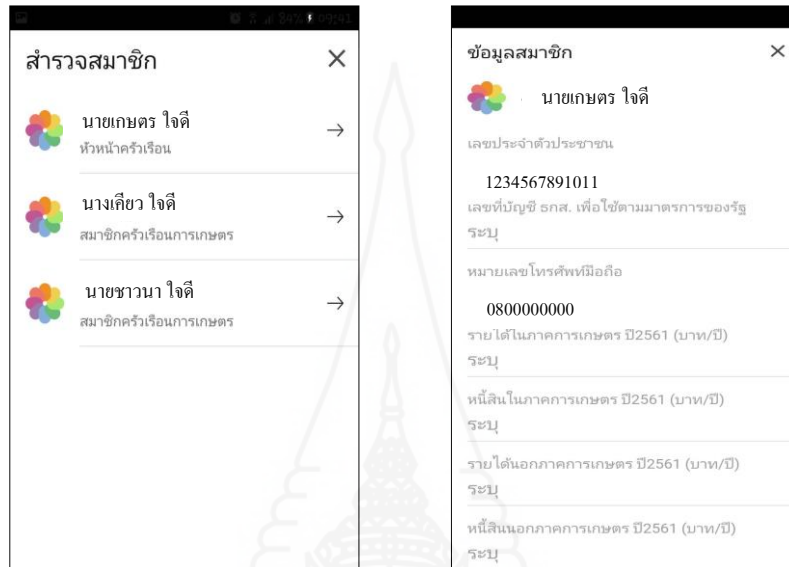 84% 09:41
สำรวจสมาชิก
นายเกษตร ใจดี
หัวหน้าครัวเรือน
นางเคียว ใจดี
สมาชิกครัวเรือนการเกษตร
นายชาวนา ใจดี
สมาชิกครัวเรือนการเกษตร
ข้อมูลสมาชิก
นายเกษตร ใจดี
เลขประจำตัวประชาชน
1234567891011
เลขที่บัญชี ธกส. เพื่อใช้ตามมาตรการของรัฐ
ระบุ
หมายเลขโทรศัพท์มือถือ
0800000000
รายได้ในภาคการเกษตร ปี2561 (บาท/ปี)
ระบุ
หนี้สินในภาคการเกษตร ปี2561 (บาท/ปี)
ระบุ
รายได้นอกภาคการเกษตร ปี2561 (บาท/ปี)
ระบุ
หนี้สินนอกภาคการเกษตร ปี2561 (บาท/ปี)
ระบุ